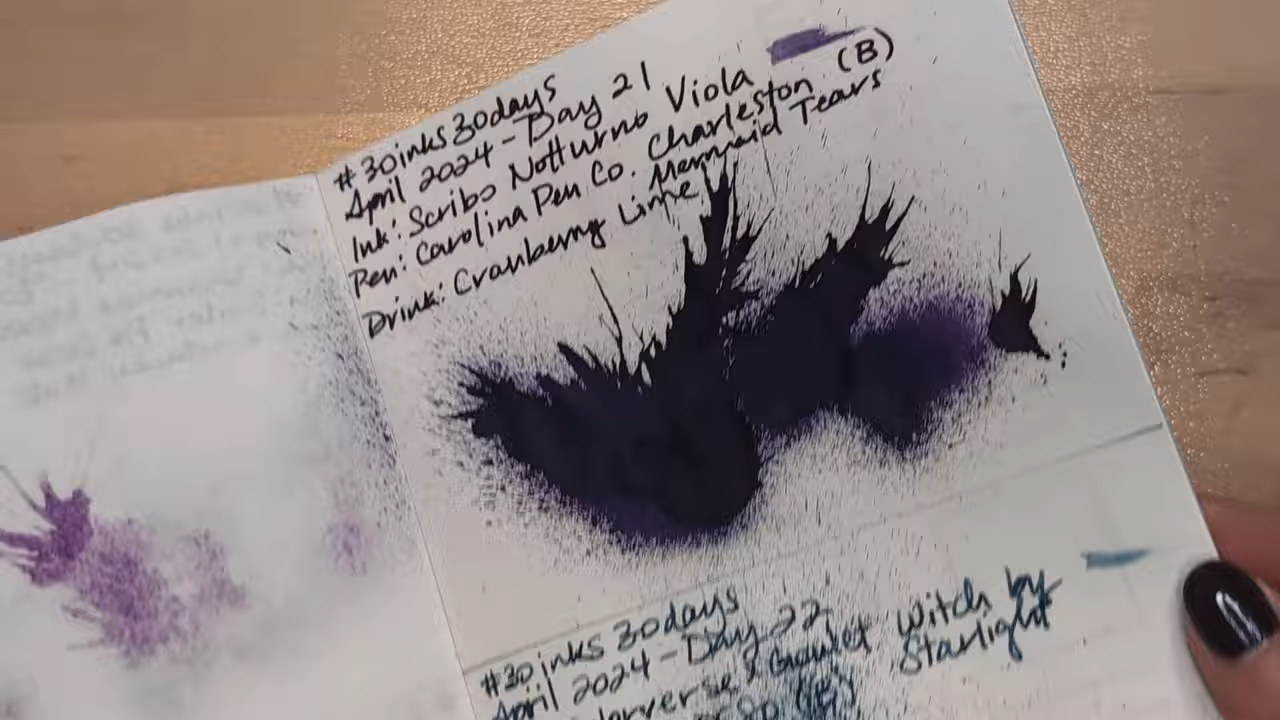 #30inks30days
April 2024 - Day 21
Ink: Scribo Notturno Viola
Pen: Carolina Pen Co. Charleston (B)
Drink: Cranberry Lime Mermaid Tears
#30inks30days
April 2024 - Day 22
Witch by
Starlight